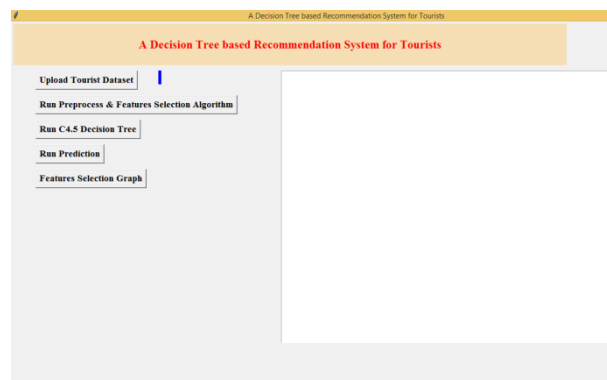 A Decision Tree based Recommendation System for Tourists
A Decision Tree based Recommendation System for Tourists
Upload Tourist Dataset
Run Preprocess & Features Selection Algorithm
Run C4.5 Decision Tree
Run Prediction
Features Selection Graph